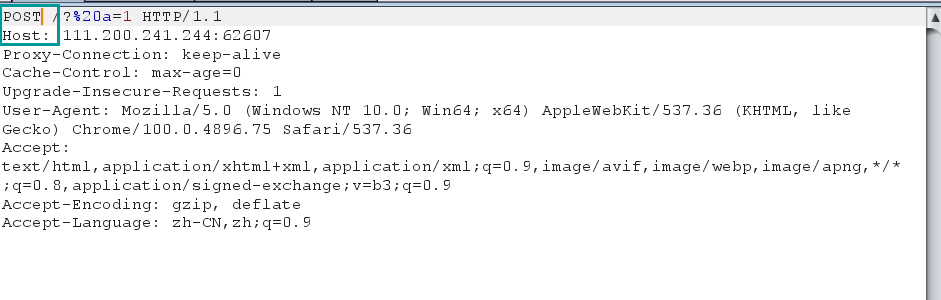 POST /?%20a=1 HTTP/1.1
Host: 111.200.241.244:62607
Proxy-Connection: keep-alive
Cache-Control: max-age=0
Upgrade-Insecure-Requests: 1
User-Agent: Mozilla/5.0 (Windows NT 10.0; Win64; x64) AppleWebKit/537.36 (KHTML, like
Gecko) Chrome/100.0.4896.75 Safari/537.36
Accept:
text/html,application/xhtml+xml,application/xml;q=0.9,image/avif,image/webp,image/apng,*/*
;q=0.8,application/signed-exchange;v=b3;q=0.9
Accept-Encoding: gzip, deflate
Accept-Language: zh-CN,zh;q=0.9